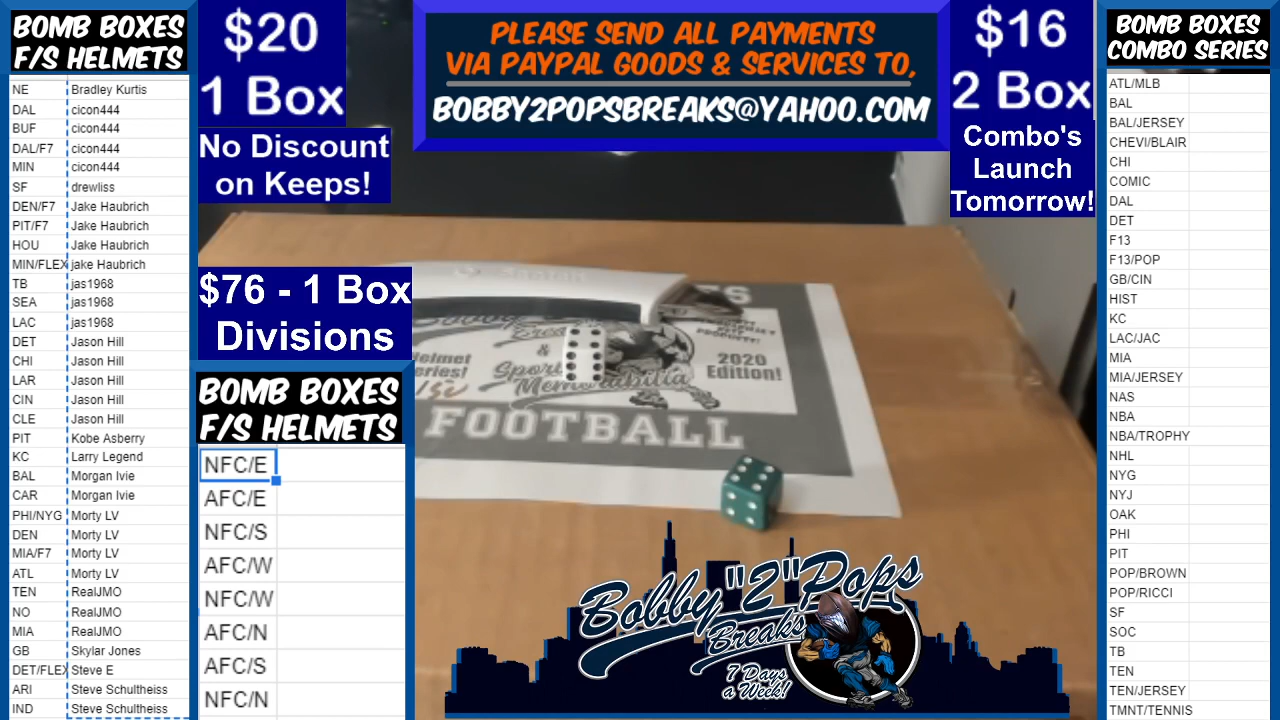 BOMB BOXES
F/S HELMETS
NE Bradley Kurtis
DAL cicon444
BUF cicon444
DAL/F7 cicon444
MIN cicon444
SF drewliss
DEN/F7 Jake Haubrich
PIT/F7 Jake Haubrich
HOU Jake Haubrich
MIN/FLEX jake Haubrich
TB jas1968
SEA jas1968
LAC jas1968
DET Jason Hill
CHI Jason Hill
LAR Jason Hill
CIN Jason Hill
CLE Jason Hill
PIT Kobe Asberry
KC Larry Legend
BAL Morgan Ivie
CAR Morgan Ivie
PHI/NYG Morty LV
DEN Morty LV
MIA/F7 Morty LV
ATL Morty LV
TEN RealJMO
NO RealJMO
MIA RealJMO
GB Skylar Jones
DET/FLEX Steve E
ARI Steve Schultheiss
IND Steve Schultheiss
$20
1 Box
No Discount
on Keeps!
$76 - 1 Box
Divisions
BOMB BOXES
F/S HELMETS
NFC/E
AFC/E
NFC/S
AFC/W
NFC/W
AFC/N
AFC/S
NFC/N
PLEASE SEND ALL PAYMENTS
VIA PAYPAL GOODS & SERVICES TO,
BOBBY2POPSBREAKS@YAHOO.COM
&
Helmet
Series!
Sports
Memorabilia
2020
Edition!
FOOTBALL
Bobby "2" Pops
Breaks
7 Days
a Week!
$16
2 Box
Combo's
Launch
Tomorrow!
BOMB BOXES
COMBO SERIES
ATL/MLB
BAL
BAL/JERSEY
CHEVI/BLAIR
CHI
COMIC
DAL
DET
F13
F13/POP
GB/CIN
HIST
KC
LAC/JAC
MIA
MIA/JERSEY
NAS
NBA
NBA/TROPHY
NHL
NYG
NYJ
OAK
PHI
PIT
POP/BROWN
POP/RICCI
SF
SOC
TB
TEN
TEN/JERSEY
TMNT/TENNIS